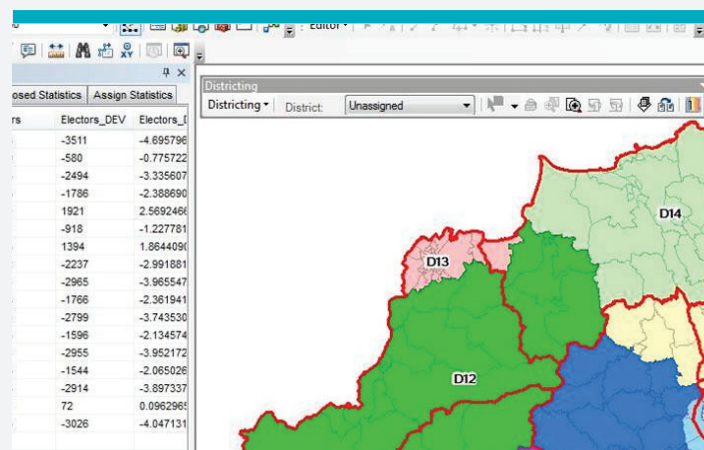 Editor
XY
osed Statistics Assign Statistics
rs Electors_DEV Electors_D
-3511 -4.695796
-580 -0.775722
-2494 -3.335607
-1786 -2.388690
1921 2.5692466
-918 -1.227781
1394 1.8644090
-2237 -2.991881
-2965 -3.965547
-1766 -2.361941
-2799 -3.743530
-1596 -2.134574
-2955 -3.952172
-1544 -2.065026
-2914 -3.897337
72 0.0962965
-3026 -4.047131
Districting
Districting District: Unassigned
D14
D13
D12